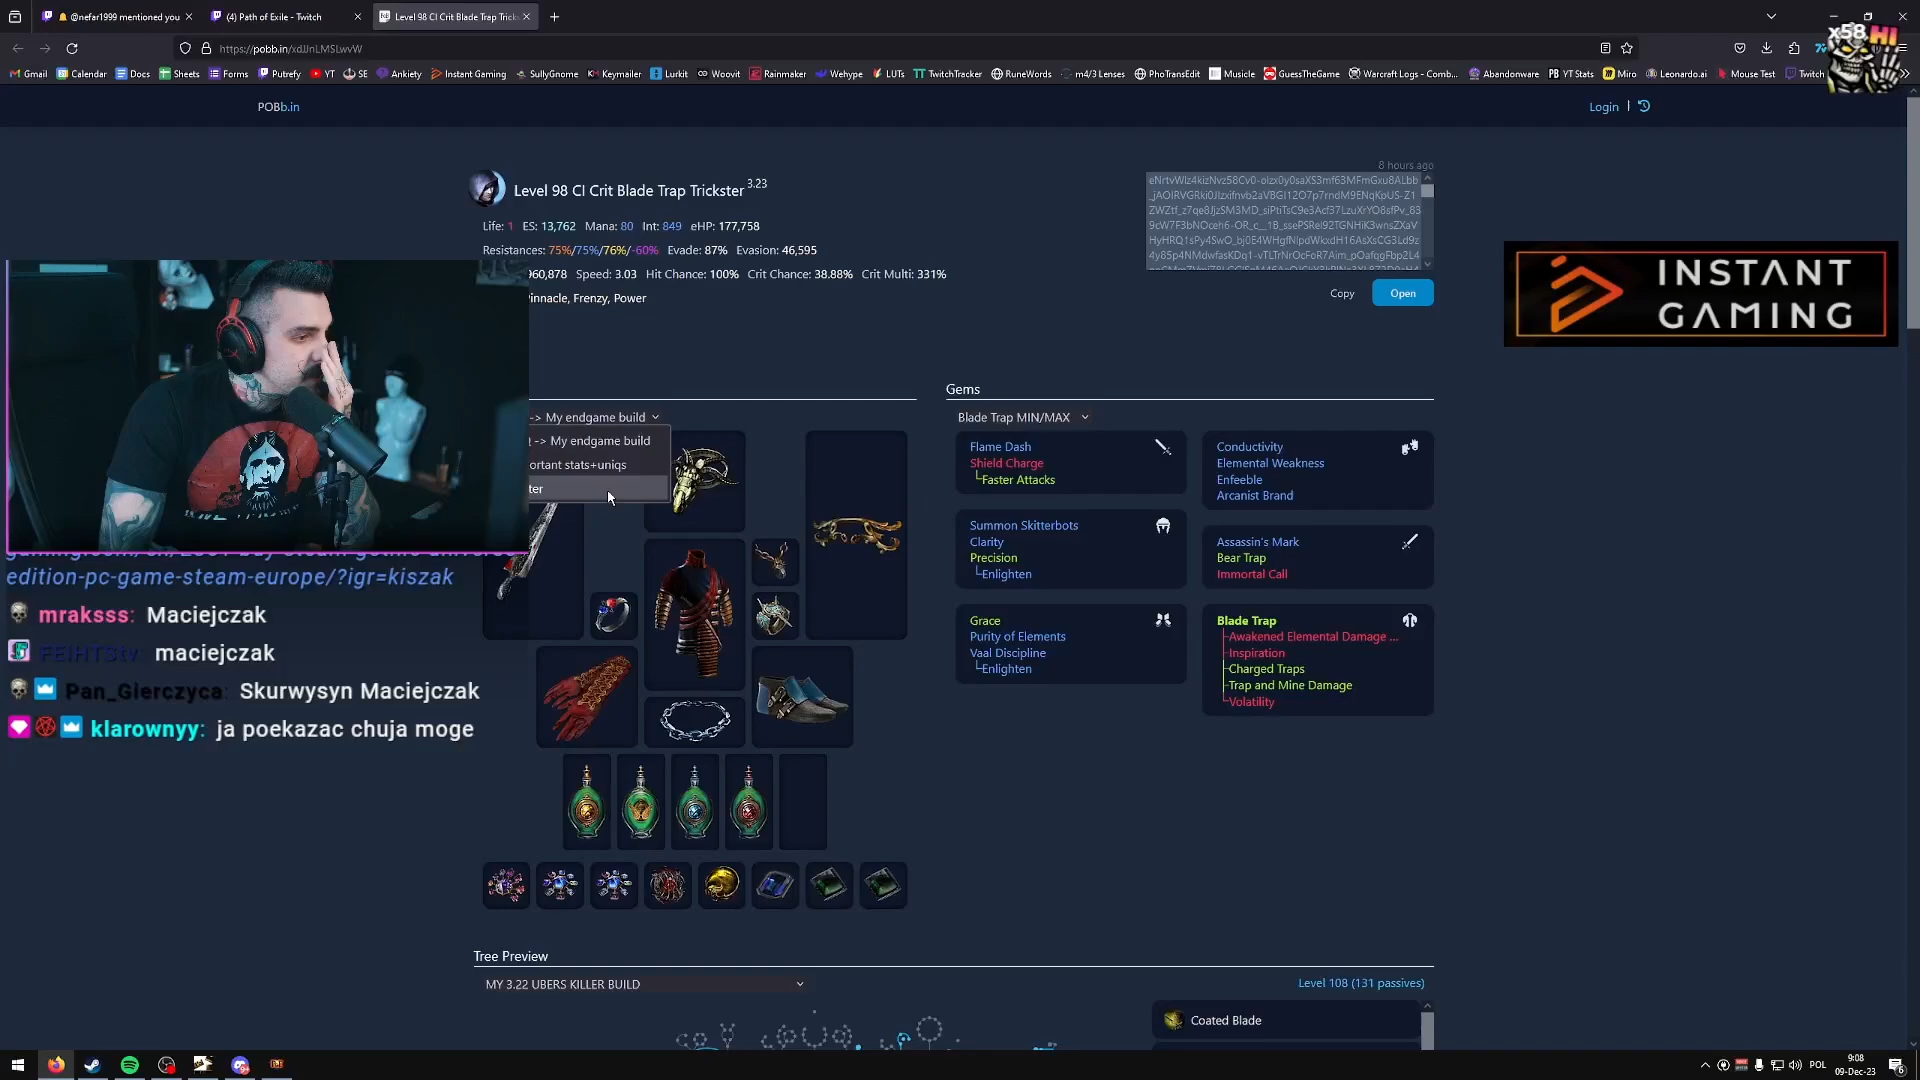 @nefar1999 mentioned you
(4) Path of Exile - Twitch
Level 98 CI Crit Blade Trap Trick
https://pobb.in/
Gmail Calendar Docs Sheets Forms Putrefy YT SE Ankiety Instant Gaming SullyGnome Keymailer Lurkit Woovit Rainmaker Wehype LUTs TwitchTracker RuneWords m4/3 Lenses PhoTransEdit Musicle GuessTheGame Warcraft Logs - Comb... Abandonware YT Stats Miro Leonardo.ai Mouse Test Twitch
x58 HI
POBb.in
Login
8 hours ago
Level 98 CI Crit Blade Trap Trickster 3.23
Life: 1 ES: 13,762 Mana: 80 Int: 849 eHP: 177,758
Resistances: 75%/75%/76%/-60% Evade: 87% Evasion: 46,595
960,878 Speed: 3.03 Hit Chance: 100% Crit Chance: 38.88% Crit Multi: 331%
innacle, Frenzy, Power
Copy
Open
INSTANT
GAMING
-> My endgame build
-> My endgame build
ortant stats+uniqs
ter
Gems
Blade Trap MIN/MAX
Flame Dash
Shield Charge
Faster Attacks
Summon Skitterbots
Clarity
Precision
Enlighten
Grace
Purity of Elements
Vaal Discipline
Enlighten
Conductivity
Elemental Weakness
Enfeeble
Arcanist Brand
Assassin's Mark
Bear Trap
Immortal Call
Blade Trap
Awakened Elemental Damage ...
Inspiration
Charged Traps
Trap and Mine Damage
Volatility
edition-pc-game-steam-europe/?igr=kiszak
mraksss: Maciejczak
FEIHTStv maciejczak
Pan_Gierczyca: Skurwysyn Maciejczak
klarownyy: ja poekazac chuja moge
Tree Preview
MY 3.22 UBERS KILLER BUILD
Level 108 (131 passives)
Coated Blade
POL
9:08
09-Dec-23
6